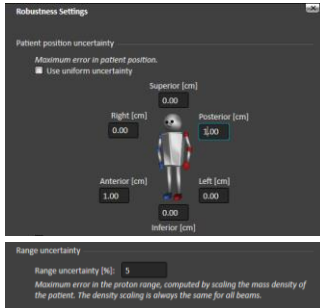 Robustness Settings
Patient position uncertainty
Maximum error in patient position.
Use uniform uncertainty
Superior [cm]
0.00
Right [cm]
Posterior [cm]
0.00
1.00
Anterior [cm]
Left [cm]
1.00
0.00
0.00
Inferior [cm]
Range uncertainty
Range uncertainty [%]: 5
Maximum error in the proton range, computed by scaling the mass density of
the patient. The density scaling is always the same for all beams.